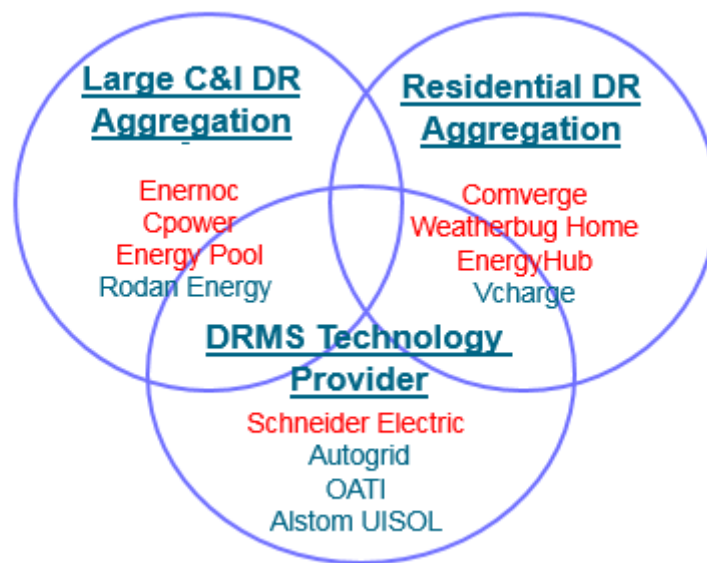 Large C&I DR
Aggregation
Enernoc
Cpower
Energy Pool
Rodan Energy
Residential DR
Aggregation
Comverge
Weatherbug Home
EnergyHub
Vcharge
DRMS Technology
Provider
Schneider Electric
Autogrid
OATI
Alstom UISOL